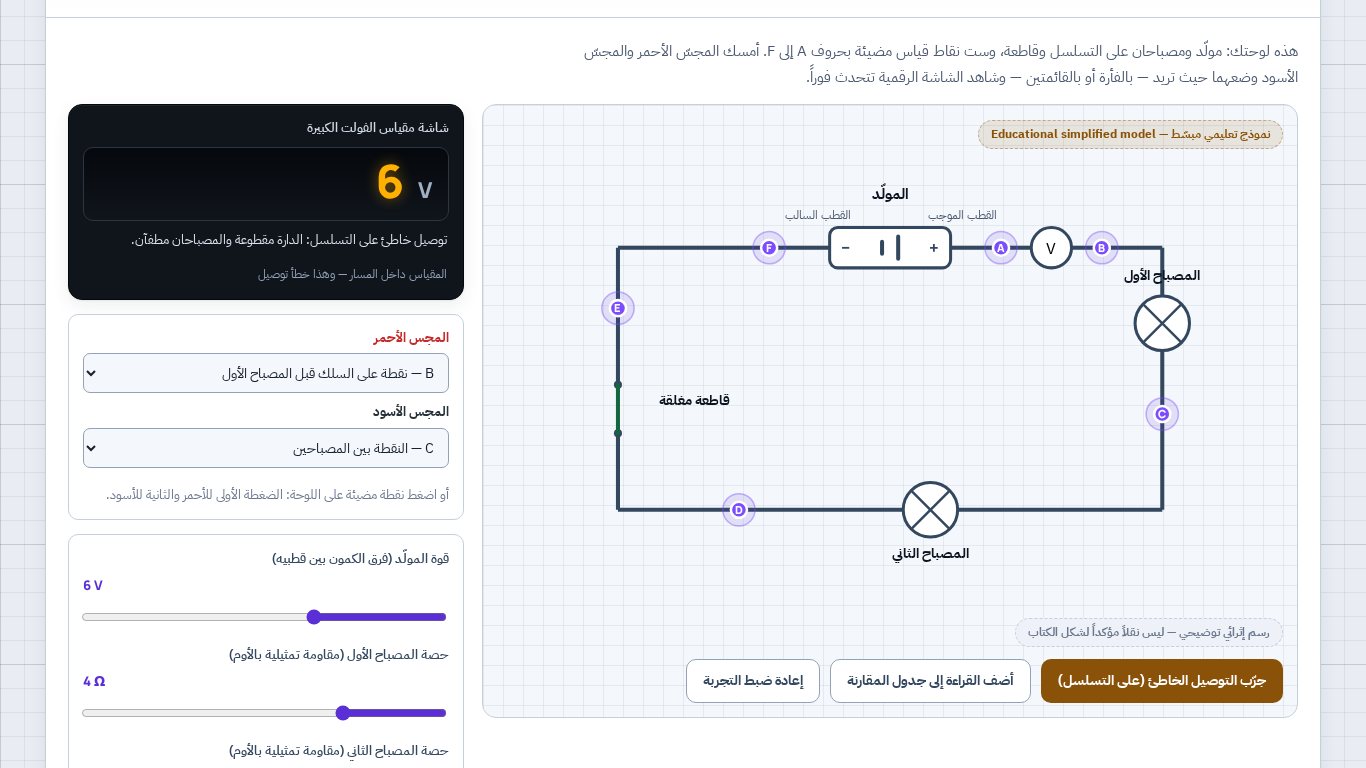 هذه لوحتك: مولّد ومصباحان على التسلسل وقاطعة، وست نقاط قياس مضيئة بحروف A إلى F. أمسك المجسّ الأحمر والمجسّ
الأسود وضعهما حيث تريد — بالفأرة أو بالقائمتين — وشاهد الشاشة الرقمية تتحدث فوراً.
نموذج تعليمي مبسّط — Educational simplified model
المولّد
القطب السالب
القطب الموجب
F
−
+
A
V
B
المصباح الأول
E
قاطعة مغلقة
C
D
المصباح الثاني
رسم إثرائي توضيحي — ليس نقلاً مؤكداً لشكل الكتاب
جرّب التوصيل الخاطئ (على التسلسل)
أضف القراءة إلى جدول المقارنة
إعادة ضبط التجربة
شاشة مقياس الفولت الكبيرة
6 V
توصيل خاطئ على التسلسل: الدارة مقطوعة والمصباحان مطفآن.
المقياس داخل المسار — وهذا خطأ توصيل
المجس الأحمر
B — نقطة على السلك قبل المصباح الأول
المجس الأسود
C — النقطة بين المصباحين
أو اضغط نقطة مضيئة على اللوحة: الضغطة الأولى للأحمر والثانية للأسود.
قوة المولّد (فرق الكمون بين قطبيه)
6 V
حصة المصباح الأول (مقاومة تمثيلية بالأوم)
4 Ω
حصة المصباح الثاني (مقاومة تمثيلية بالأوم)